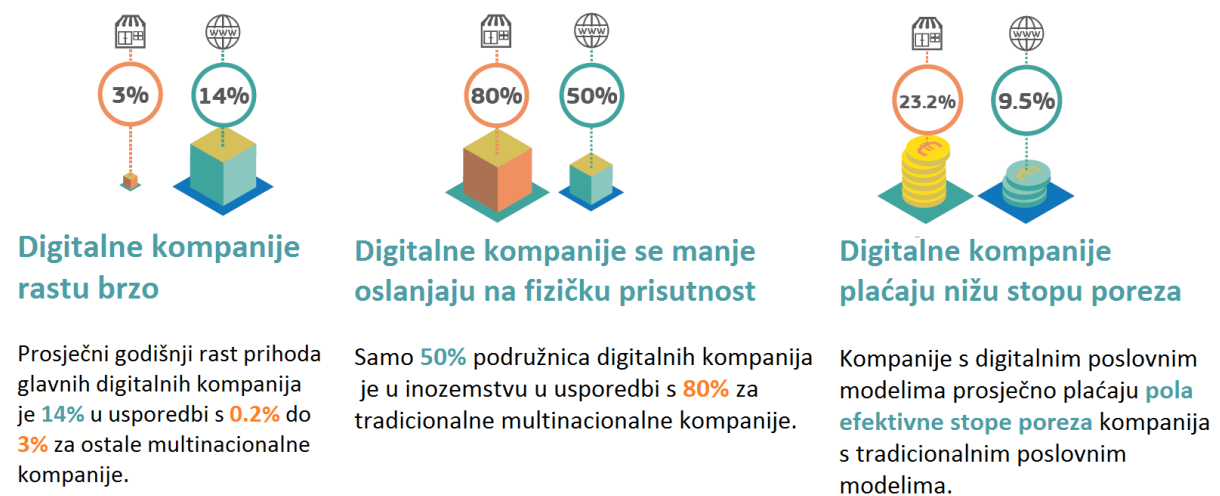 WWW
3%
14%
Digitalne kompanije
rastu brzo
Prosječni godišnji rast prihoda
glavnih digitalnih kompanija
je 14% u usporedbi s 0.2% do
3% za ostale multinacionalne
kompanije.
WWW
80%
50%
Digitalne kompanije se manje
oslanjaju na fizičku prisutnost
Samo 50% podružnica digitalnih kompanija
je u inozemstvu u usporedbi s 80% za
tradicionalne multinacionalne kompanije.
WWW
23.2%
9.5%
€
€
Digitalne kompanije
plaćaju nižu stopu poreza
Kompanije s digitalnim poslovnim
modelima prosječno plaćaju pola
efektivne stope poreza kompanija
s tradicionalnim poslovnim
modelima.